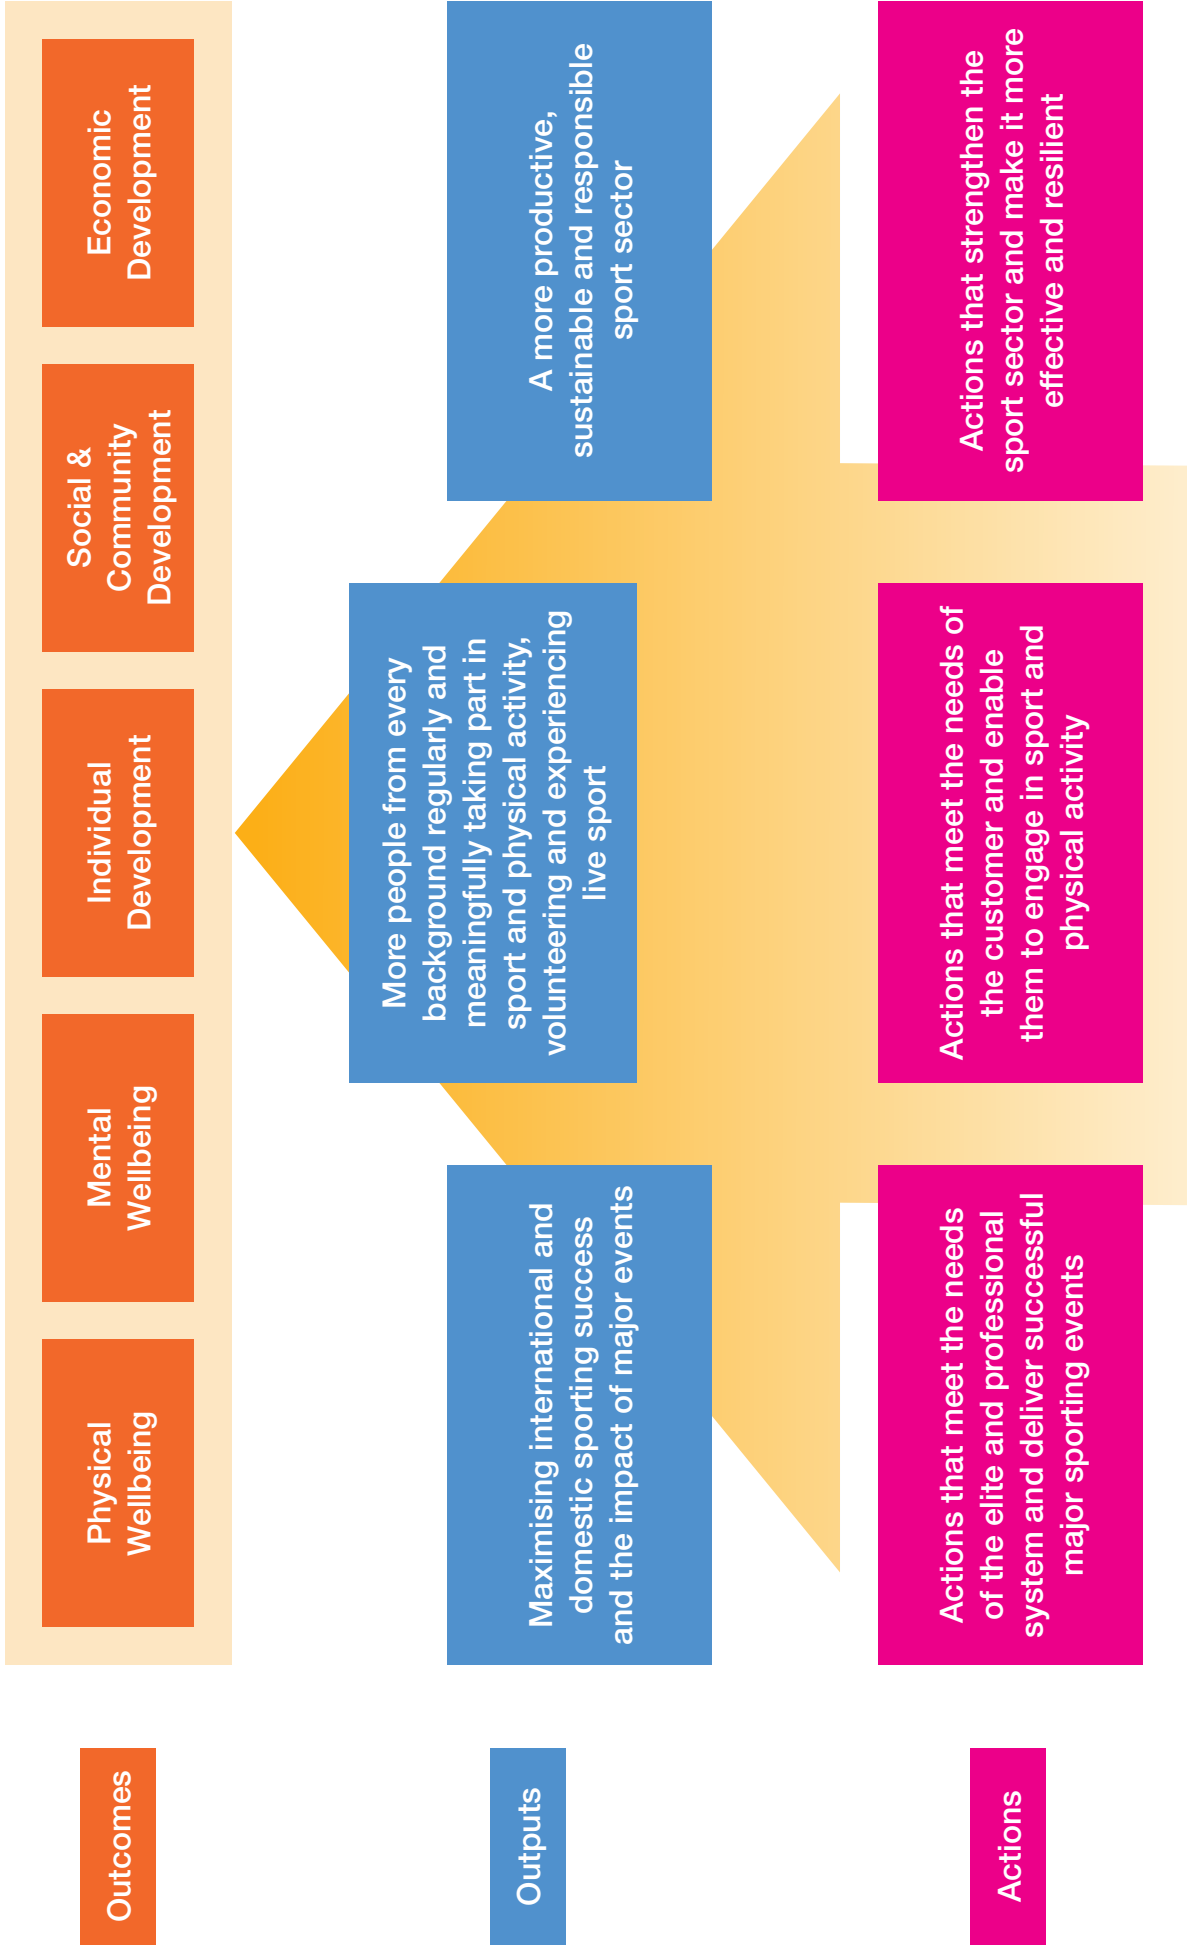 Outcomes
Physical
Wellbeing
Mental
Wellbeing
Individual
Development
Social &
Community
Development
Economic
Development
Outputs
Maximising international and
domestic sporting success
and the impact of major events
More people from every
background regularly and
meaningfully taking part in
sport and physical activity,
volunteering and experiencing
live sport
A more productive,
sustainable and responsible
sport sector
Actions
Actions that meet the needs
of the elite and professional
system and deliver successful
major sporting events
Actions that meet the needs of
the customer and enable
them to engage in sport and
physical activity
Actions that strengthen the
sport sector and make it more
effective and resilient